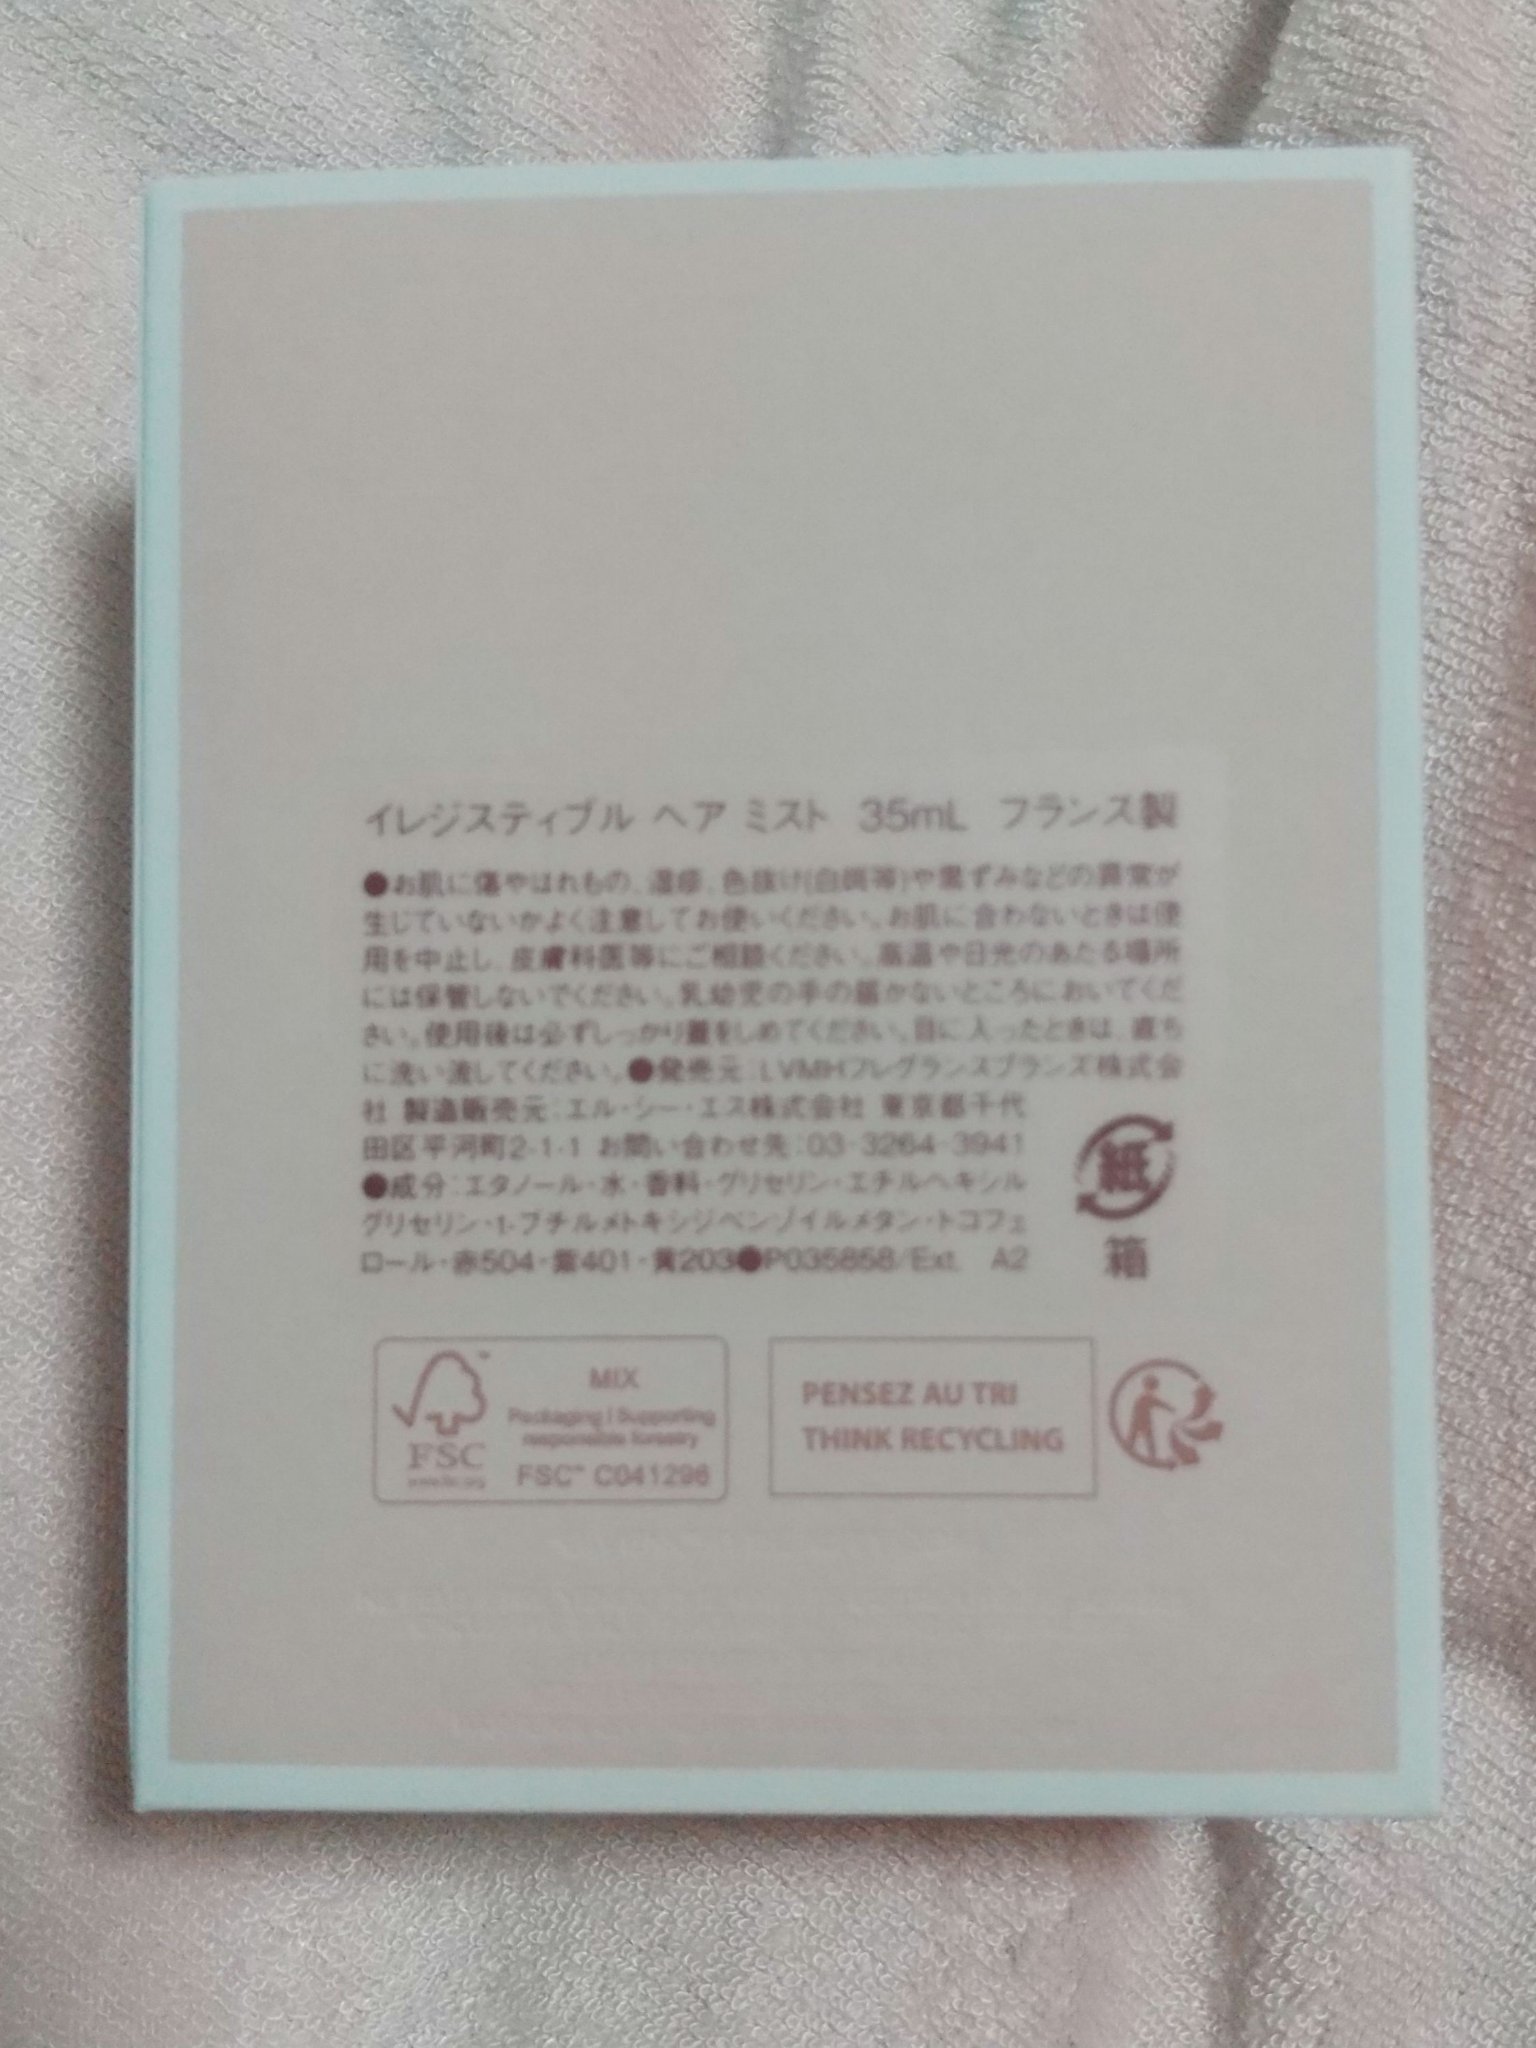 イレジスティブル ヘア ミスト 35mL フランス製
●お肌に傷やはれもの、湿疹、色抜け(白斑等)や黒ずみなどの異常が
生じていないかよく注意してお使いください。お肌に合わないときは使
用を中止し、皮膚科医等にご相談ください。高温や日光のあたる場所
には保管しないでください。乳幼児の手の届かないところにおいてくだ
さい。使用後は必ずしっかり蓋をしめてください。目に入ったときは、直ち
に洗い流してください。●発売元:LVMHフレグランスブランズ株式会
社 製造販売元:エル・シー・エス株式会社 東京都千代
田区平河町2-1-1 お問い合わせ先:03-3264-3941
●成分:エタノール・水・香料・グリセリン・エチルヘキシル
グリセリン・t-ブチルメトキシジベンゾイルメタン・トコフェ
ロール・赤504・紫401・黄203●P035858/Ext. A2
紙
箱
FSC
www.fsc.org
MIX
Packaging | Supporting
responsible forestry
FSC™ C041296
PENSEZ AU TRI
THINK RECYCLING